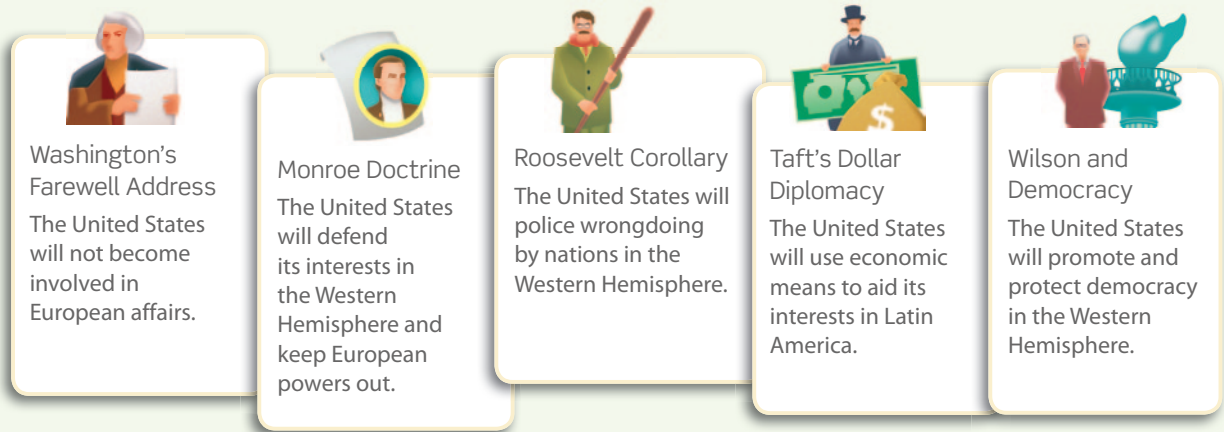 $
Washington's
Farewell Address
The United States
will not become
involved in
European affairs.
Monroe Doctrine
The United States
will defend
its interests in
the Western
Hemisphere and
keep European
powers out.
Roosevelt Corollary
The United States will
police wrongdoing
by nations in the
Western Hemisphere.
Taft's Dollar
Diplomacy
The United States
will use economic
means to aid its
interests in Latin
America.
Wilson and
Democracy
The United States
will promote and
protect democracy
in the Western
Hemisphere.